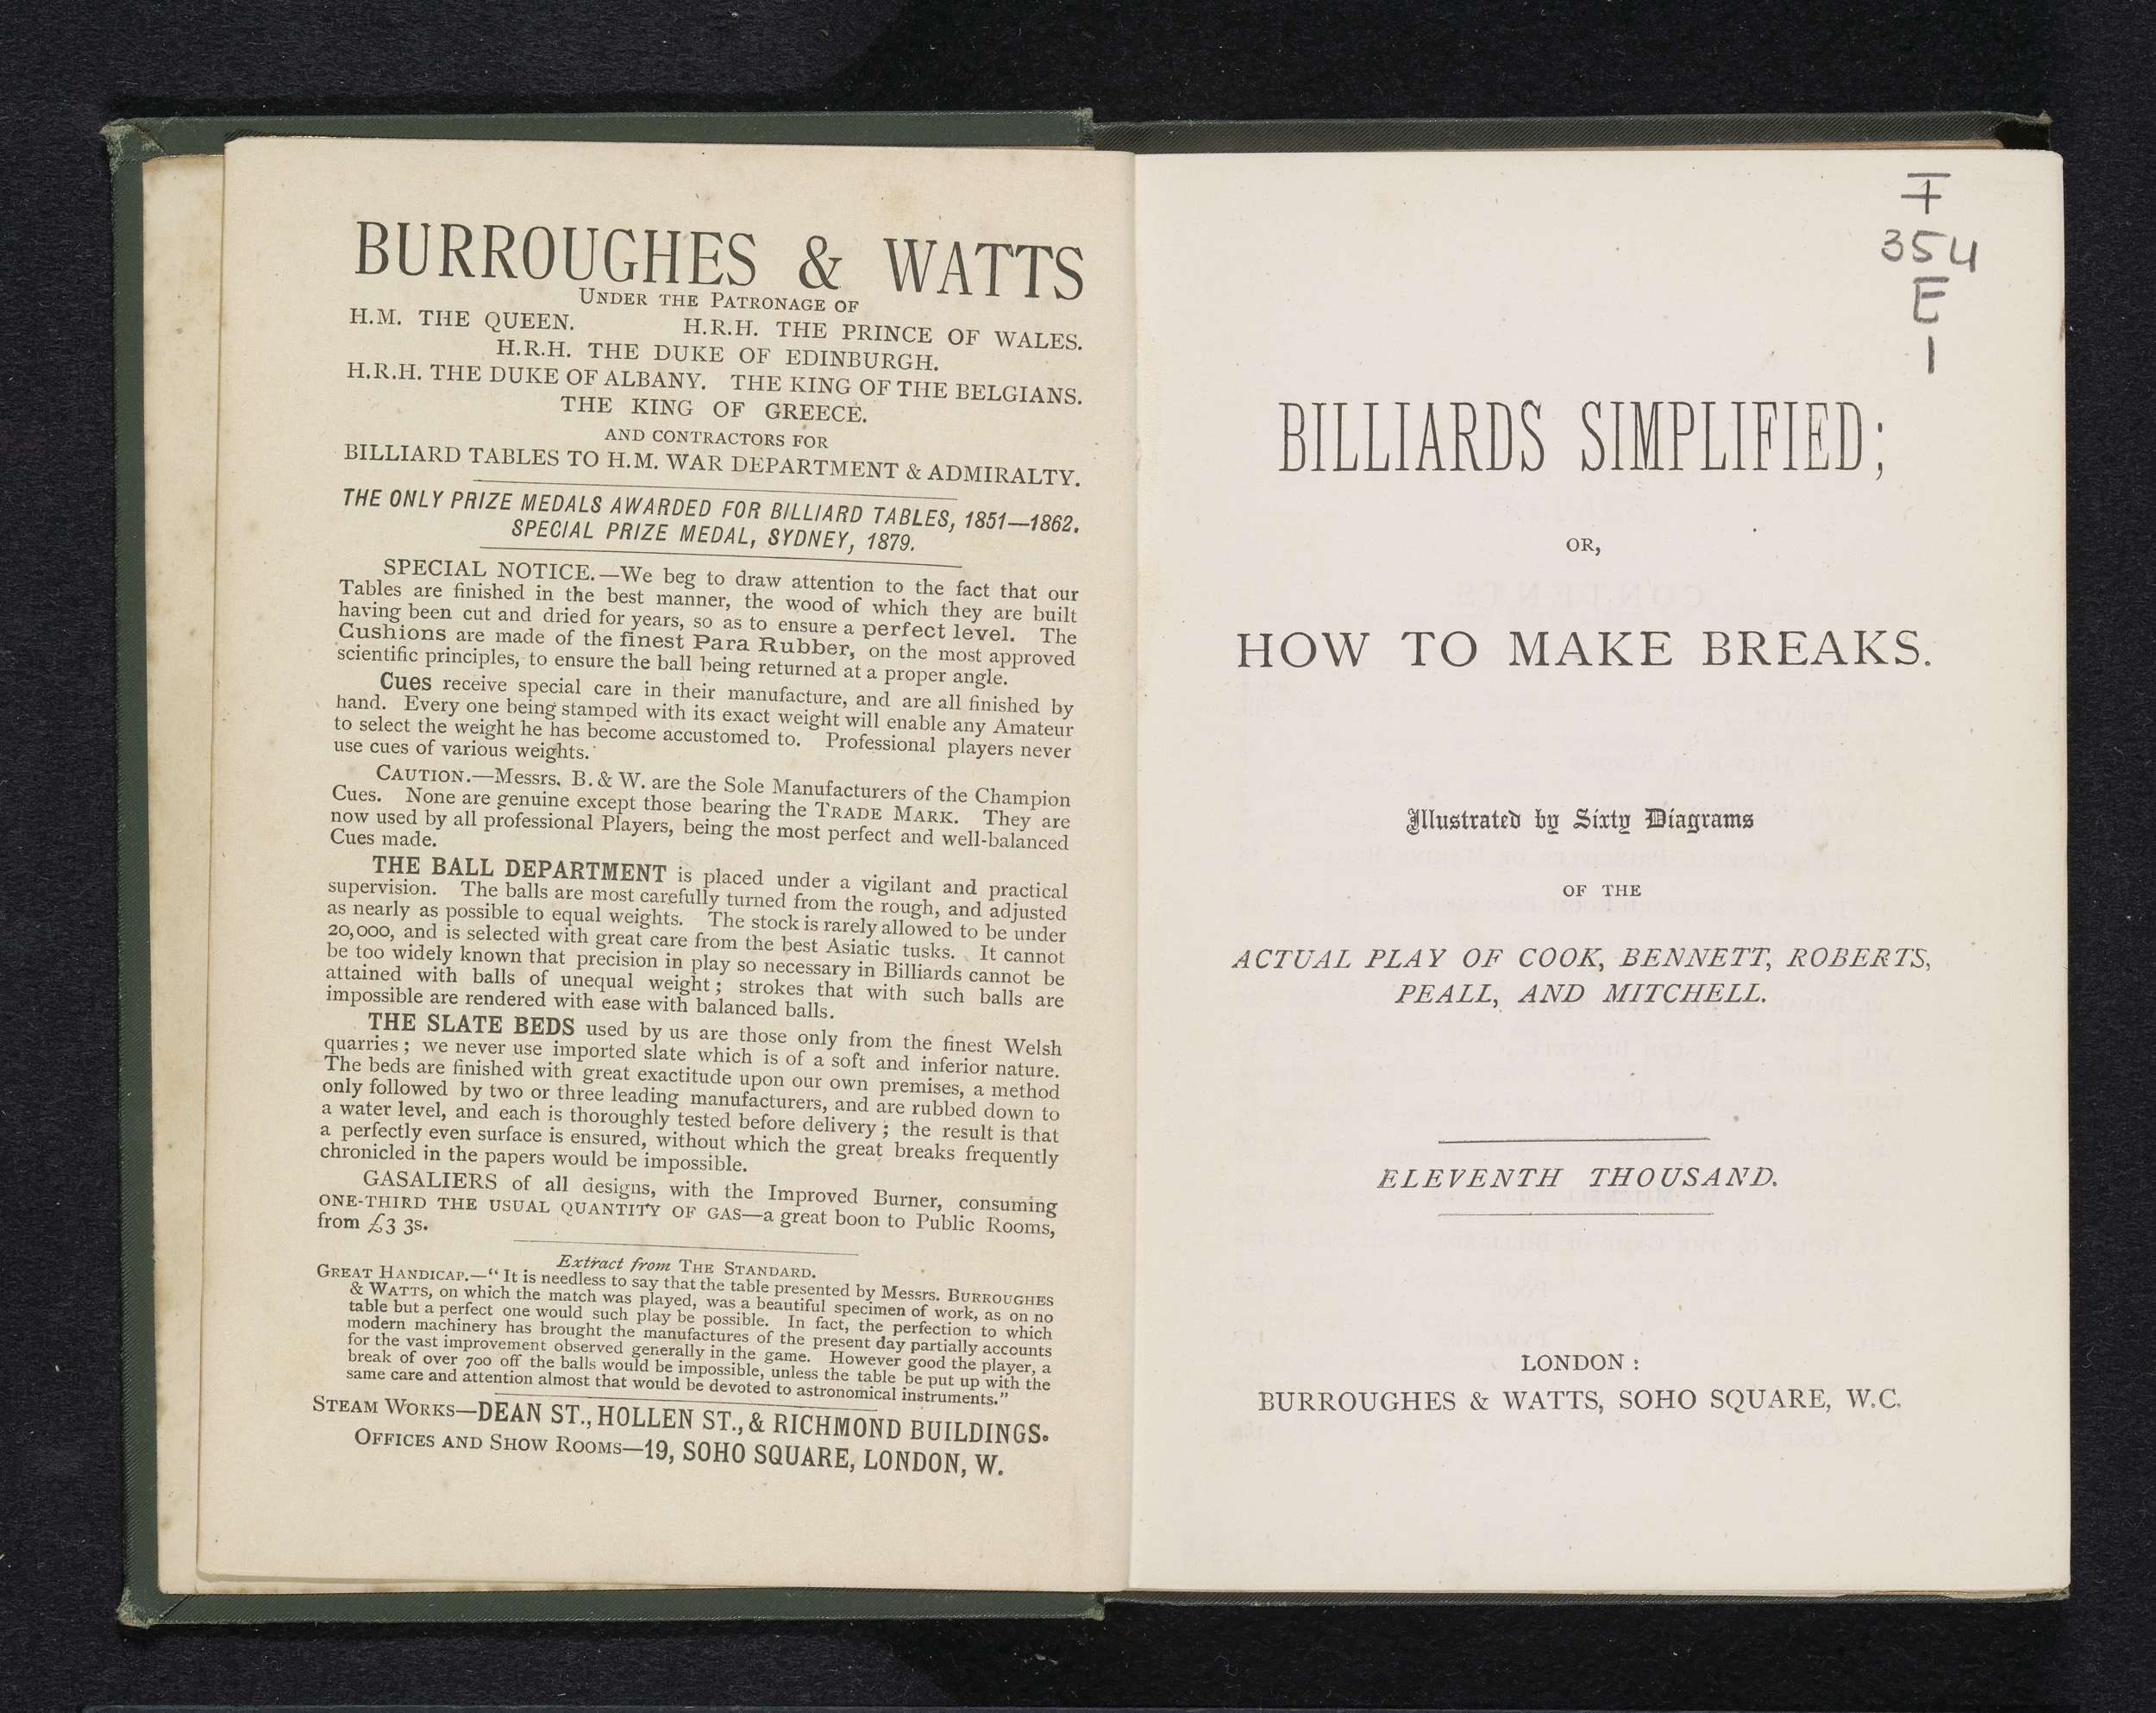 BURROUGHES & WATTS
UNDER THE PATRONAGE OF
H.M. THE QUEEN. H.R.H. THE PRINCE OF WALES.
H.R.H. THE DUKE OF EDINBURGH.
H.R.H. THE DUKE OF ALBANY. THE KING OF THE BELGIANS.
THE KING OF GREECE.
AND CONTRACTORS FOR
BILLIARD TABLES TO H.M. WAR DEPARTMENT & ADMIRALTY.
THE ONLY PRIZE MEDALS AWARDED FOR BILLIARD TABLES, 1851—1862.
SPECIAL PRIZE MEDAL, SYDNEY, 1879.
SPECIAL NOTICE.—We beg to draw attention to the fact that our
Tables are finished in the best manner, the wood of which they are built
having been cut and dried for years, so as to ensure a perfect level. The
Cushions are made of the finest Para Rubber, on the most approved
scientific principles, to ensure the ball being returned at a proper angle.
Cues receive special care in their manufacture, and are all finished by
hand. Every one being stamped with its exact weight will enable any Amateur
to select the weight he has become accustomed to. Professional players never
use cues of various weights.
CAUTION.—Messrs. B. & W. are the Sole Manufacturers of the Champion
Cues. None are genuine except those bearing the TRADE MARK. They are
now used by all professional Players, being the most perfect and well-balanced
Cues made.
THE BALL DEPARTMENT is placed under a vigilant and practical
supervision. The balls are most carefully turned from the rough, and adjusted
as nearly as possible to equal weights. The stock is rarely allowed to be under
20,000, and is selected with great care from the best Asiatic tusks. It cannot
be too widely known that precision in play so necessary in Billiards cannot be
attained with balls of unequal weight; strokes that with such balls are
impossible are rendered with ease with balanced balls.
THE SLATE BEDS used by us are those only from the finest Welsh
quarries; we never use imported slate which is of a soft and inferior nature.
The beds are finished with great exactitude upon our own premises, a method
only followed by two or three leading manufacturers, and are rubbed down to
a water level, and each is thoroughly tested before delivery; the result is that
a perfectly even surface is ensured, without which the great breaks frequently
chronicled in the papers would be impossible.
GASALIERS of all designs, with the Improved Burner, consuming
ONE-THIRD THE USUAL QUANTITY OF GAS—a great boon to Public Rooms,
from £3 3s.
Extract from THE STANDARD.
GREAT HANDICAP.—"It is needless to say that the table presented by Messrs. BURROUGHES
& WATTS, on which the match was played, was a beautiful specimen of work, as on no
table but a perfect one would such play be possible. In fact, the perfection to which
modern machinery has brought the manufactures of the present day partially accounts
for the vast improvement observed generally in the game. However good the player, a
break of over 700 off the balls would be impossible, unless the table be put up with the
same care and attention almost that would be devoted to astronomical instruments."
STEAM WORKS—DEAN ST., HOLLEN ST., & RICHMOND BUILDINGS.
OFFICES AND SHOW ROOMS—19, SOHO SQUARE, LONDON, W.
354
E
1
BILLIARDS SIMPLIFIED;
OR,
HOW TO MAKE BREAKS.
Illustrated by Sixty Diagrams
OF THE
ACTUAL PLAY OF COOK, BENNETT, ROBERTS,
PEALL, AND MITCHELL.
ELEVENTH THOUSAND.
LONDON:
BURROUGHES & WATTS, SOHO SQUARE, W.C.